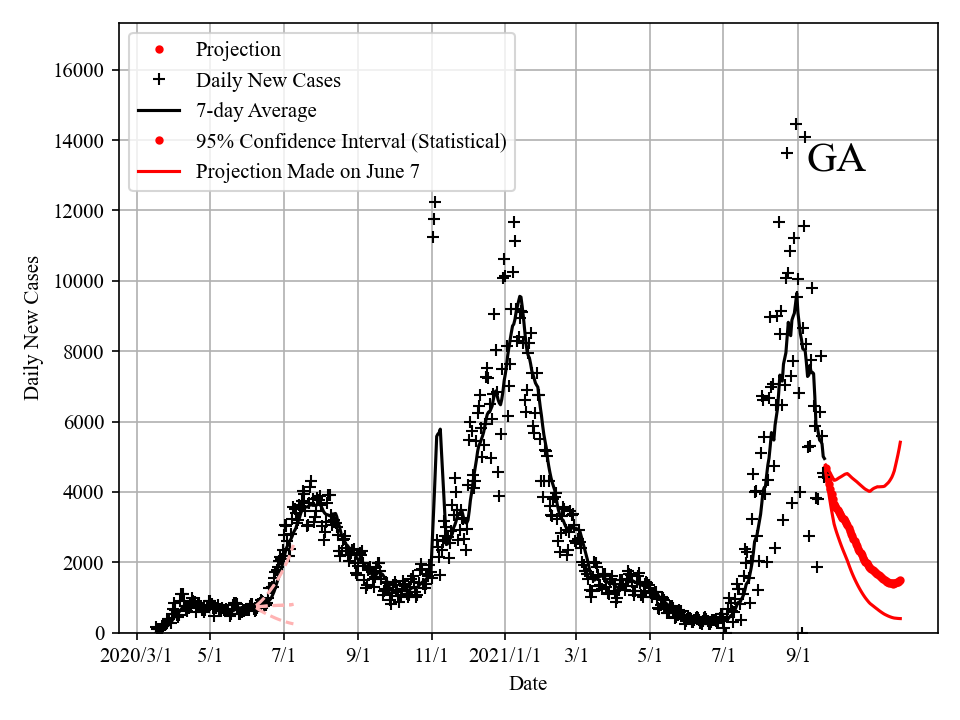 Projection
Daily New Cases
7-day Average
95% Confidence Interval (Statistical)
Projection Made on June 7
GA
16000
14000
12000
10000
8000
6000
4000
2000
0
Daily New Cases
2020/3/1 5/1 7/1 9/1 11/1 2021/1/1 3/1 5/1 7/1 9/1
Date